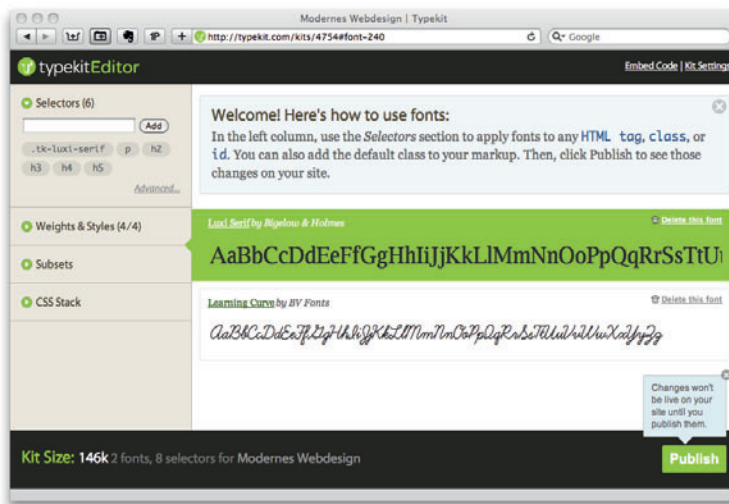 Modernes Webdesign | Typekit
http://typekit.com/kits/4754#font=240
Google
typekitEditor
Embed Code | Kit Settings
Selectors (6)
Add
.tk-luxi-serif p h2
h3 h4 h5
Advanced...
Weights & Styles (4/4)
Subsets
CSS Stack
Welcome! Here's how to use fonts:
In the left column, use the Selectors section to apply fonts to any HTML tag, class, or
id. You can also add the default class to your markup. Then, click Publish to see those
changes on your site.
Luxi Serif by Bigelow & Holmes
Delete this font
AaBbCcDdEeFfGgHhIiJjKkLlMmNnOoPpQqRrSsTtU
Learning Curve by BV Fonts
Delete this font
AaBbCcDdEeFfGgHhIiJjKkLlMmNnOoPpQqRrSsTtUuVvWwXxYyZz
Changes won't
be live on your
site until you
publish them.
Kit Size: 146k 2 fonts, 8 selectors for Modernes Webdesign
Publish